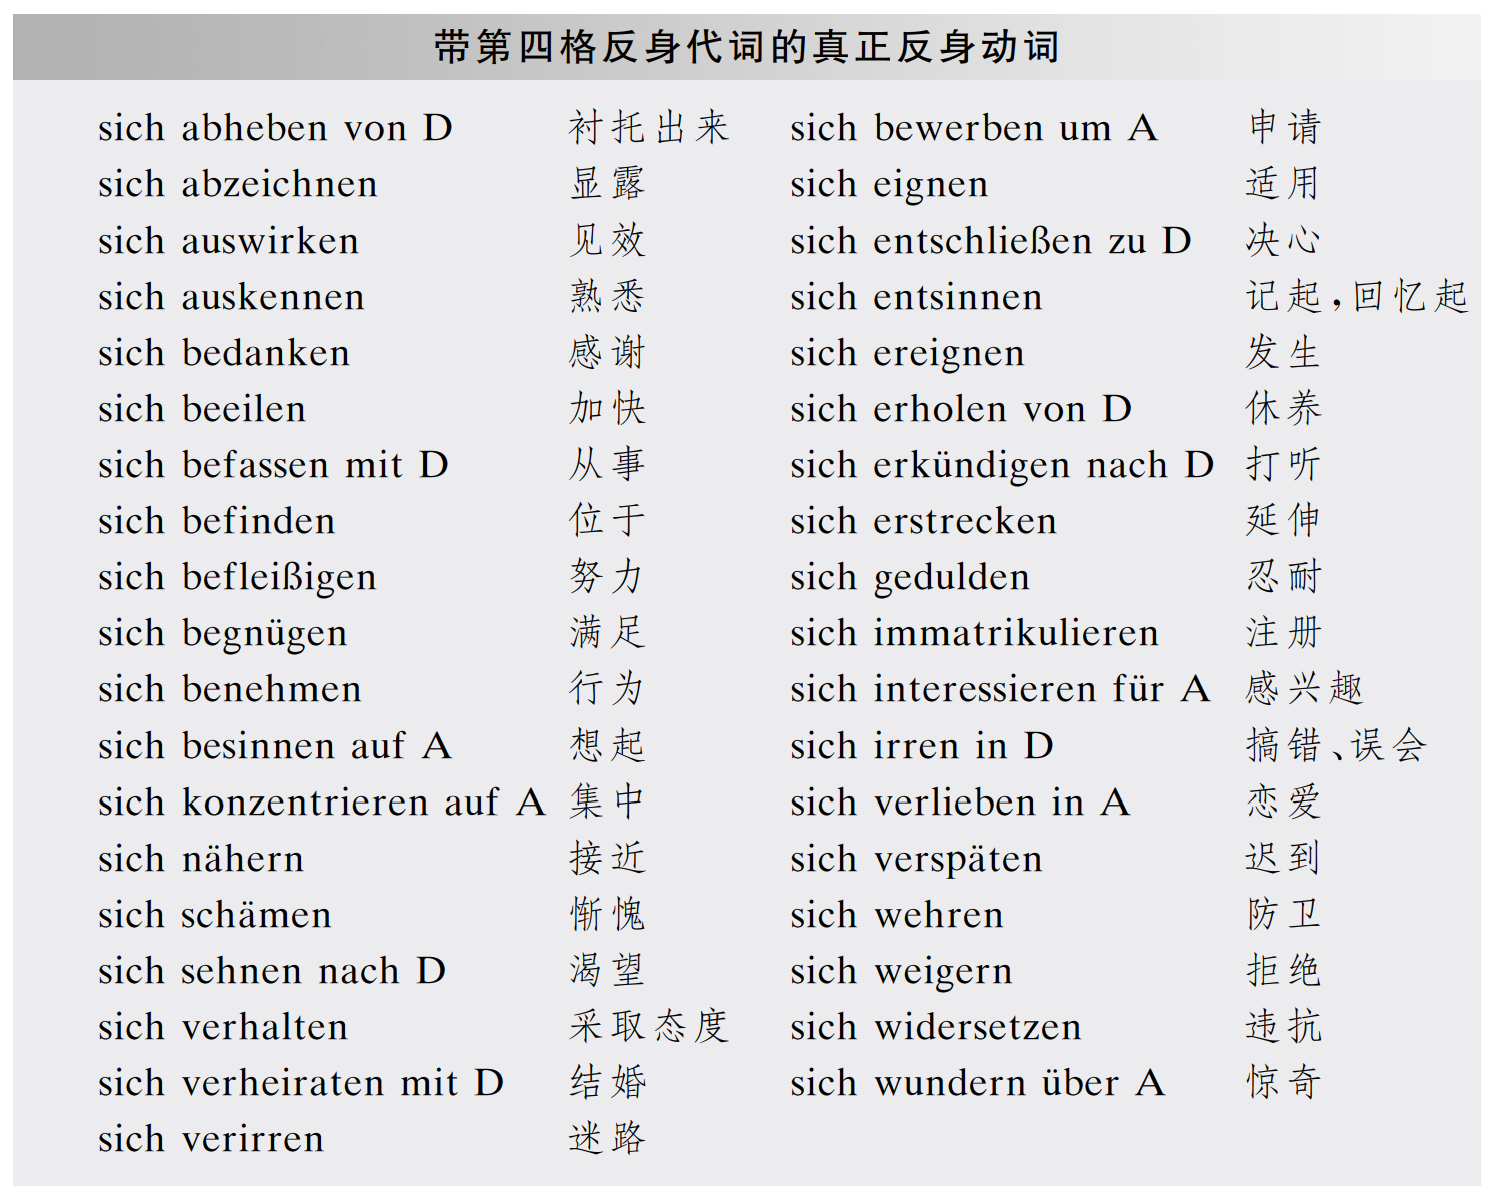 带第四格反身代词的真正反身动词
sich abheben von D 衬托出来 sich bewerben um A 申请
sich abzeichnen 显露 sich eignen 适用
sich auswirken 见效 sich entschließen zu D 决心
sich auskennen 熟悉 sich entsinnen 记起，回忆起
sich bedanken 感谢 sich ereignen 发生
sich beeilen 加快 sich erholen von D 休养
sich befassen mit D 从事 sich erkündigen nach D 打听
sich befinden 位于 sich erstrecken 延伸
sich befleißigen 努力 sich gedulden 忍耐
sich begnügen 满足 sich immatrikulieren 注册
sich benehmen 行为 sich interessieren für A 感兴趣
sich besinnen auf A 想起 sich irren in D 搞错、误会
sich konzentrieren auf A 集中 sich verlieben in A 恋爱
sich nähern 接近 sich verspäten 迟到
sich schämen 惭愧 sich wehren 防卫
sich sehnen nach D 渴望 sich weigern 拒绝
sich verhalten 采取态度 sich widersetzen 违抗
sich verheiraten mit D 结婚 sich wundern über A 惊奇
sich verirren 迷路